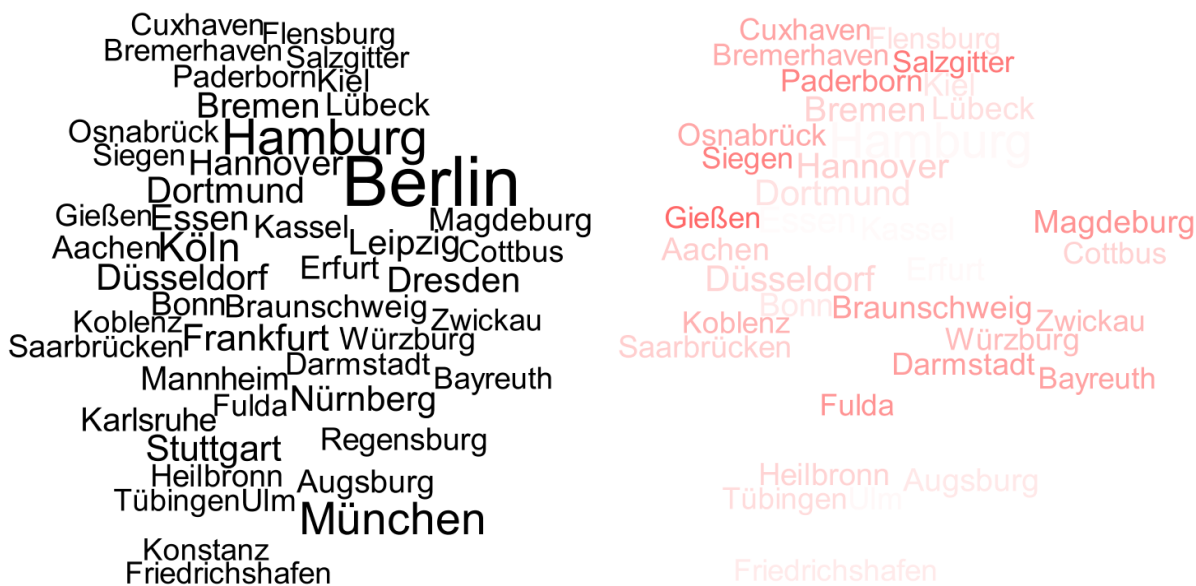 Cuxhaven Flensburg
Bremerhaven Salzgitter
Paderborn Kiel
Bremen Lübeck
Osnabrück Hamburg
Siegen Hannover
Dortmund Berlin
Gießen Essen Kassel Magdeburg
Aachen Köln Leipzig Cottbus
Düsseldorf Erfurt Dresden
Bonn Braunschweig
Koblenz Zwickau
Saarbrücken Frankfurt Würzburg
Darmstadt
Mannheim Bayreuth
Fulda Nürnberg
Karlsruhe
Stuttgart Regensburg
Heilbronn Augsburg
Tübingen Ulm
München
Konstanz
Friedrichshafen
Cuxhaven Flensburg
Bremerhaven Salzgitter
Paderborn Kiel
Bremen Lübeck
Osnabrück Hamburg
Siegen Hannover
Dortmund
Gießen Essen Kassel Magdeburg
Aachen Cottbus
Düsseldorf Erfurt
Bonn Braunschweig
Koblenz Zwickau
Saarbrücken Würzburg
Darmstadt
Bayreuth
Fulda
Heilbronn Augsburg
Tübingen Ulm
Friedrichshafen